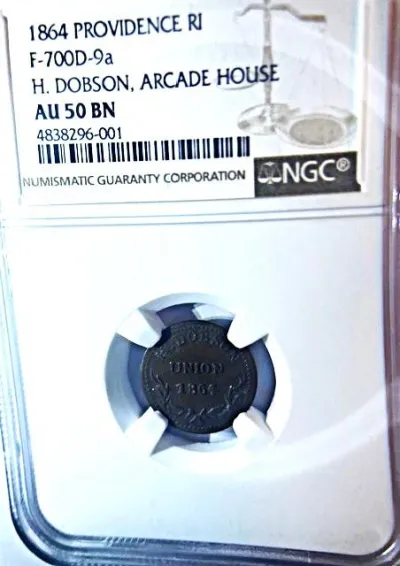 1864 PROVIDENCE RI
F-700D-9a
H. DOBSON, ARCADE HOUSE
AU 50 BN
4838296-001
NUMISMATIC GUARANTY CORPORATION
NGC®
H. DOBSON
UNION
1864